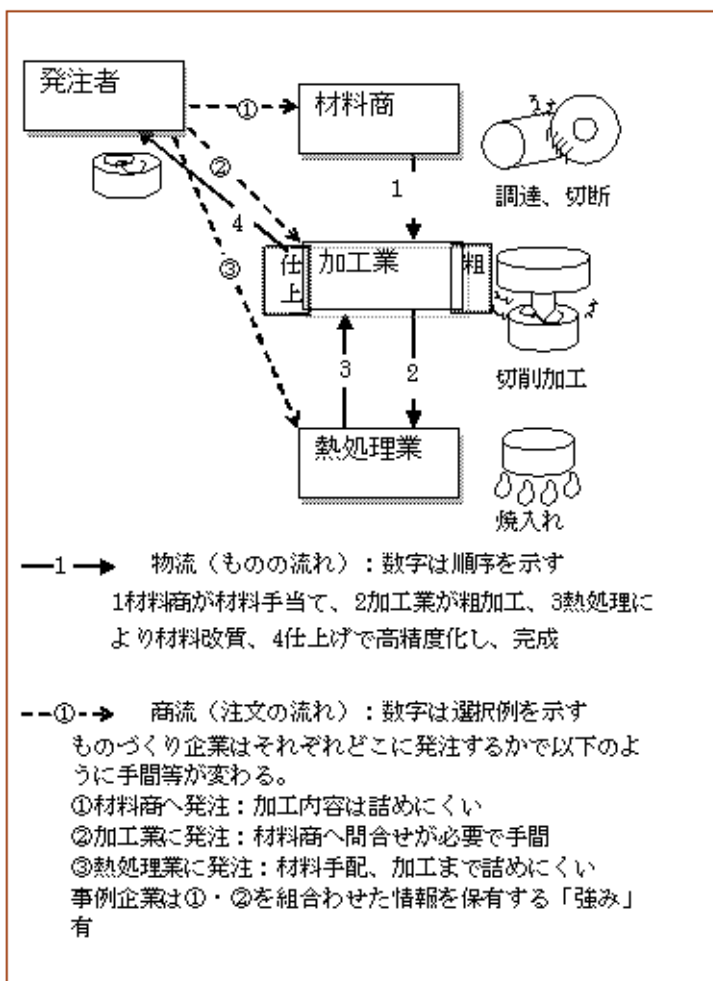 発注者
①
材料商
②
1
調達、切断
4
仕上
加工業
粗
③
3
2
切削加工
熱処理業
焼入れ
1 物流(ものの流れ):数字は順序を示す
1材料商が材料手当て、2加工業が粗加工、3熱処理に
より材料改質、4仕上げで高精度化し、完成
① 商流(注文の流れ):数字は選択例を示す
ものづくり企業はそれぞれどこに発注するかで以下のよ
うに手間等が変わる。
①材料商へ発注:加工内容は詰めにくい
②加工業に発注:材料商へ問合せが必要で手間
③熱処理業に発注:材料手配、加工まで詰めにくい
事例企業は①・②を組合わせた情報を保有する「強み」
有